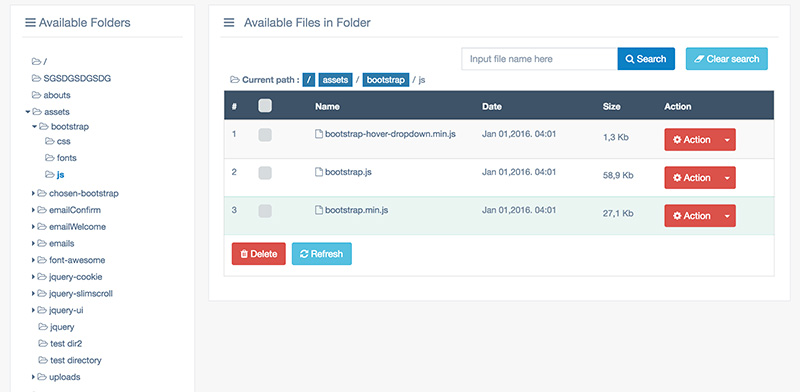 Available Folders
/
SGSDGSDGSDG
abouts
assets
bootstrap
css
fonts
js
chosen-bootstrap
emailConfirm
emailWelcome
emails
font-awesome
jquery-cookie
jquery-slimscroll
jquery-ui
jquery
test dir2
test directory
uploads
Available Files in Folder
Input file name here Search Clear search
Current path : / assets / bootstrap / js
# Name Date Size Action
1 bootstrap-hover-dropdown.min.js Jan 01,2016. 04:01 1,3 Kb Action
2 bootstrap.js Jan 01,2016. 04:01 58,9 Kb Action
3 bootstrap.min.js Jan 01,2016. 04:01 27,1 Kb Action
Delete Refresh